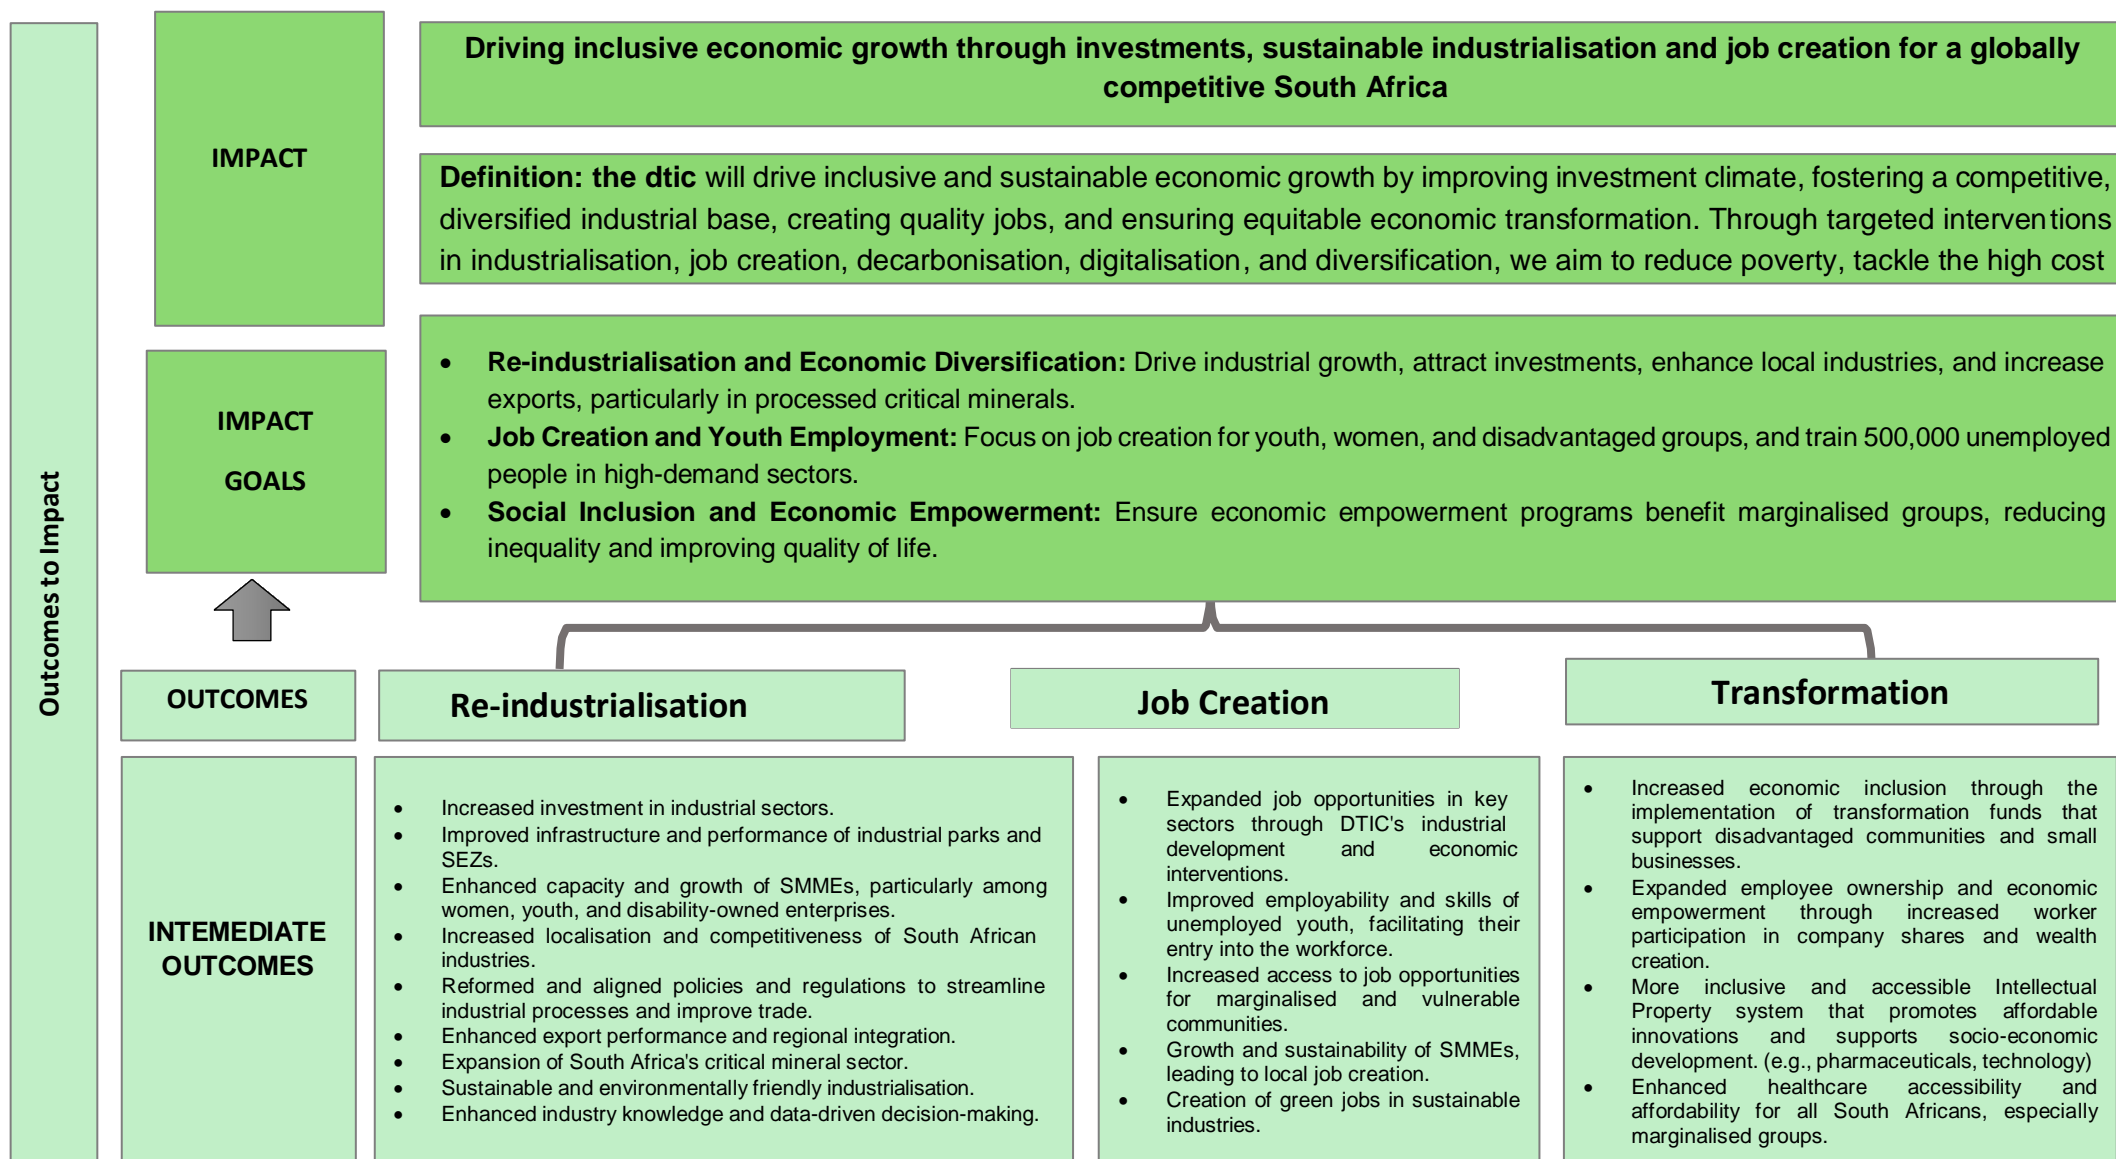 Outcomes to Impact
IMPACT
Driving inclusive economic growth through investments, sustainable industrialisation and job creation for a globally
competitive South Africa
Definition: the dtic will drive inclusive and sustainable economic growth by improving investment climate, fostering a competitive,
diversified industrial base, creating quality jobs, and ensuring equitable economic transformation. Through targeted interventions
in industrialisation, job creation, decarbonisation, digitalisation, and diversification, we aim to reduce poverty, tackle the high cost
IMPACT
GOALS
• Re-industrialisation and Economic Diversification: Drive industrial growth, attract investments, enhance local industries, and increase
exports, particularly in processed critical minerals.
• Job Creation and Youth Employment: Focus on job creation for youth, women, and disadvantaged groups, and train 500,000 unemployed
people in high-demand sectors.
• Social Inclusion and Economic Empowerment: Ensure economic empowerment programs benefit marginalised groups, reducing
inequality and improving quality of life.
OUTCOMES
Re-industrialisation
Job Creation
Transformation
INTEMEDIATE
OUTCOMES
• Increased investment in industrial sectors.
• Improved infrastructure and performance of industrial parks and
SEZs.
• Enhanced capacity and growth of SMMEs, particularly among
women, youth, and disability-owned enterprises.
• Increased localisation and competitiveness of South African
industries.
• Reformed and aligned policies and regulations to streamline
industrial processes and improve trade.
• Enhanced export performance and regional integration.
• Expansion of South Africa's critical mineral sector.
• Sustainable and environmentally friendly industrialisation.
• Enhanced industry knowledge and data-driven decision-making.
• Expanded job opportunities in key
sectors through DTIC's industrial
development and economic
interventions.
• Improved employability and skills of
unemployed youth, facilitating their
entry into the workforce.
• Increased access to job opportunities
for marginalised and vulnerable
communities.
• Growth and sustainability of SMMEs,
leading to local job creation.
• Creation of green jobs in sustainable
industries.
• Increased economic inclusion through the
implementation of transformation funds that
support disadvantaged communities and small
businesses.
• Expanded employee ownership and economic
empowerment through increased worker
participation in company shares and wealth
creation.
• More inclusive and accessible Intellectual
Property system that promotes affordable
innovations and supports socio-economic
development. (e.g., pharmaceuticals, technology)
• Enhanced healthcare accessibility and
affordability for all South Africans, especially
marginalised groups.